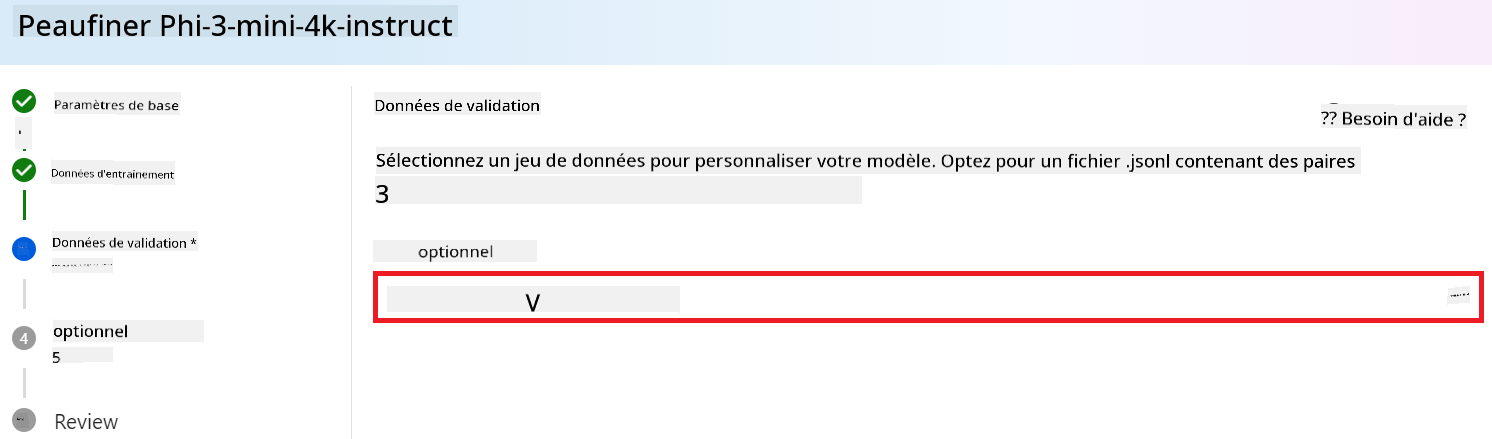 Peaufiner Phi-3-mini-4k-instruct
Paramètres de base
Données d'entraînement
Données de validation *
4
optionnel
5
Review
Données de validation
?? Besoin d'aide ?
Sélectionnez un jeu de données pour personnaliser votre modèle. Optez pour un fichier .jsonl contenant des paires
3
optionnel
V